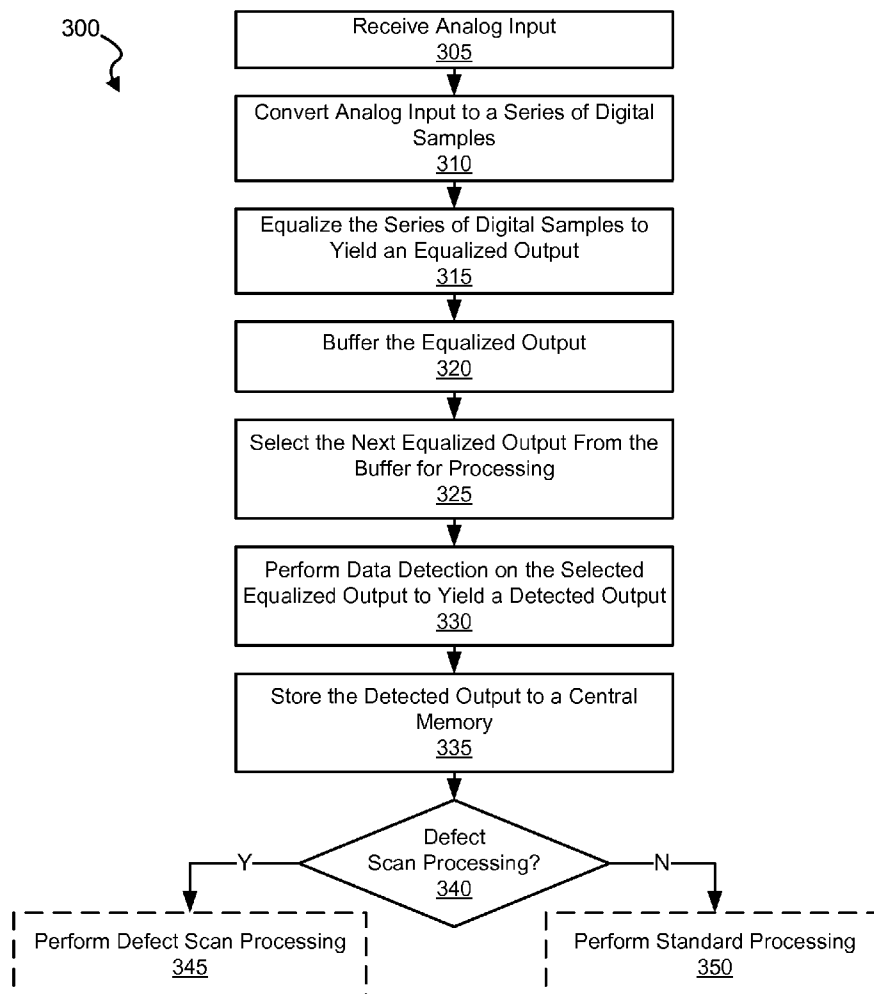 300
Receive Analog Input
305
Convert Analog Input to a Series of Digital
Samples
310
Equalize the Series of Digital Samples to
Yield an Equalized Output
315
Buffer the Equalized Output
320
Select the Next Equalized Output From the
Buffer for Processing
325
Perform Data Detection on the Selected
Equalized Output to Yield a Detected Output
330
Store the Detected Output to a Central
Memory
335
Defect
Scan Processing?
340
Y
N
Perform Defect Scan Processing
345
Perform Standard Processing
350